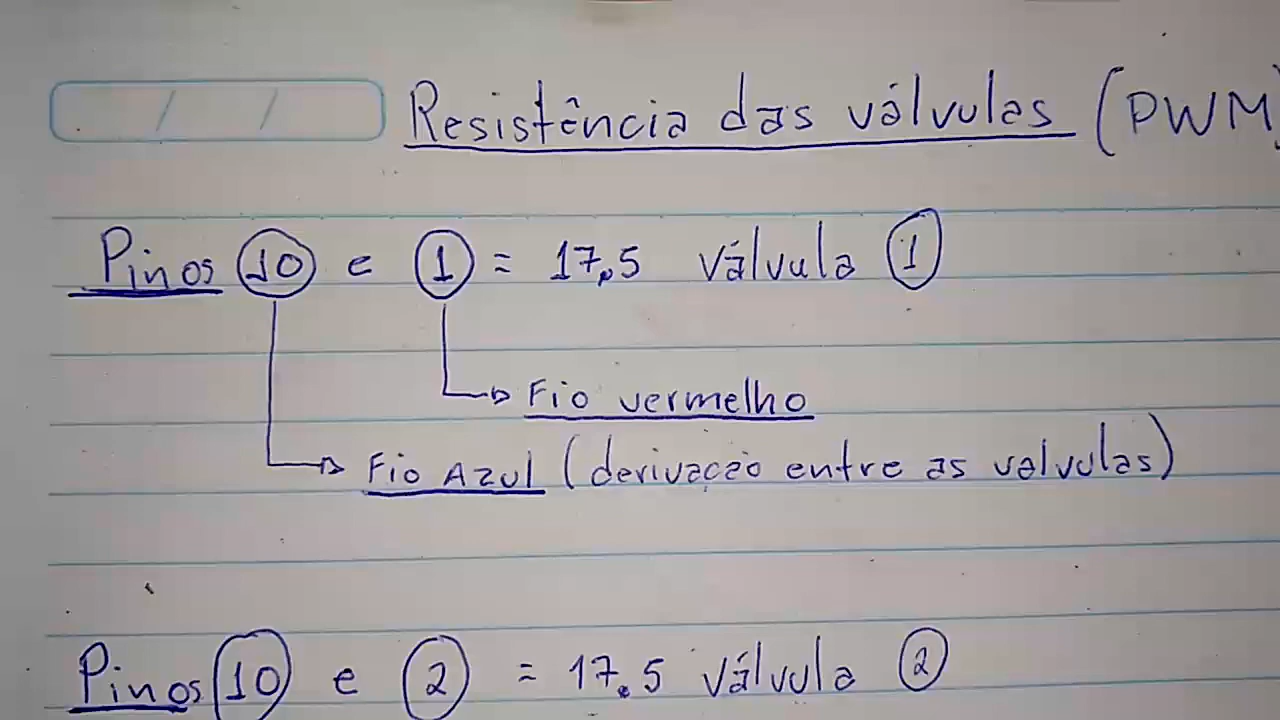 Resistência das válvulas (PWM)
Pinos 10 e 1 = 17,5 válvula 1
Fio vermelho
Fio Azul (derivação entre as valvulas)
Pinos 10 e 2 = 17.5 válvula 2